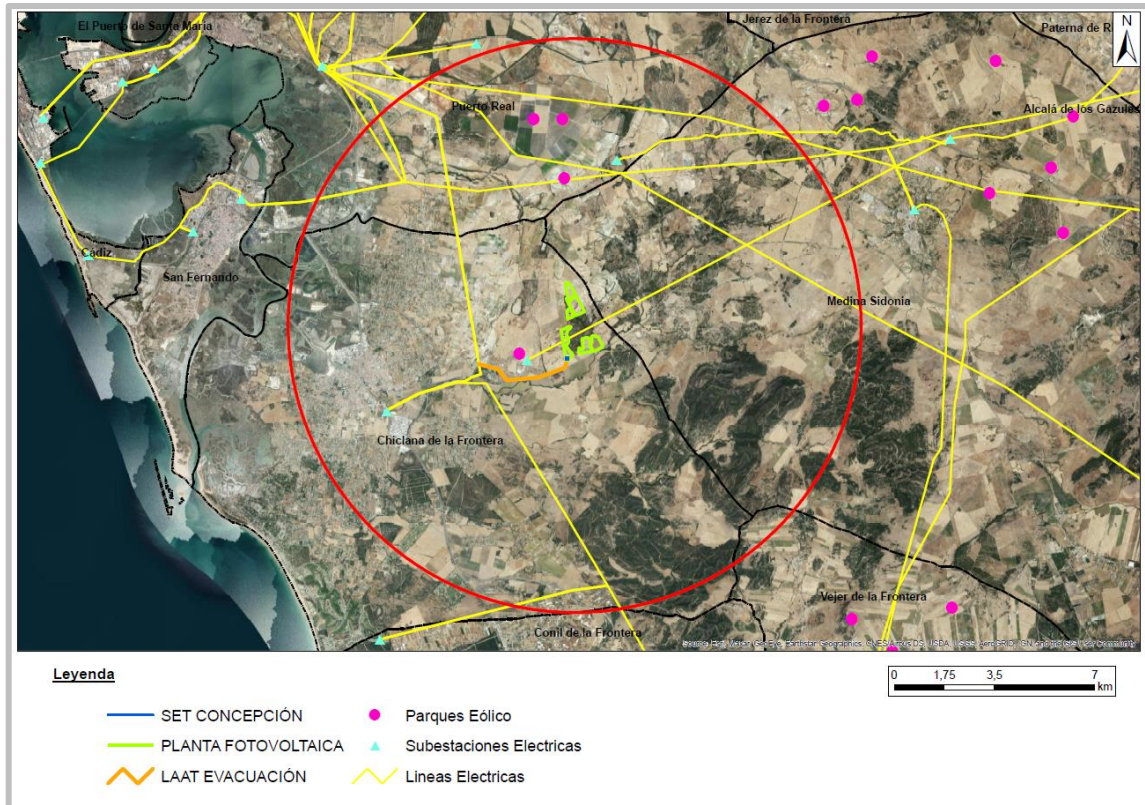 El Puerto de Santa María
Jerez de la Frontera
Paterna de R
N
Puerto Real
Alcalá de los Gazules
Cádiz
San Fernando
Medina Sidonia
Chiclana de la Frontera
Vejer de la Frontera
Conil de la Frontera
Leyenda
0 1,75 3,5 7
km
SET CONCEPCIÓN
Parques Eólico
PLANTA FOTOVOLTAICA
Subestaciones Electricas
LAAT EVACUACIÓN
Lineas Electricas